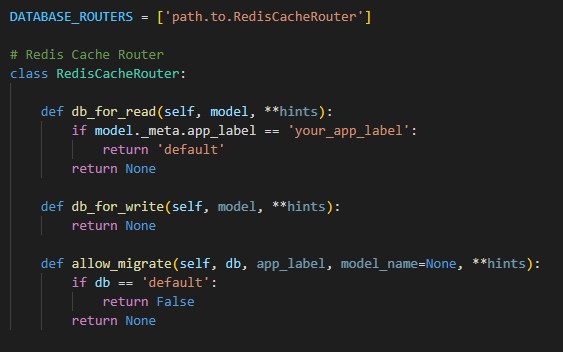 DATABASE_ROUTERS = ['path.to.RedisCacheRouter']
# Redis Cache Router
class RedisCacheRouter:
    def db_for_read(self, model, **hints):
        if model._meta.app_label == 'your_app_label':
            return 'default'
        return None
    def db_for_write(self, model, **hints):
        return None
    def allow_migrate(self, db, app_label, model_name=None, **hints):
        if db == 'default':
            return False
        return None